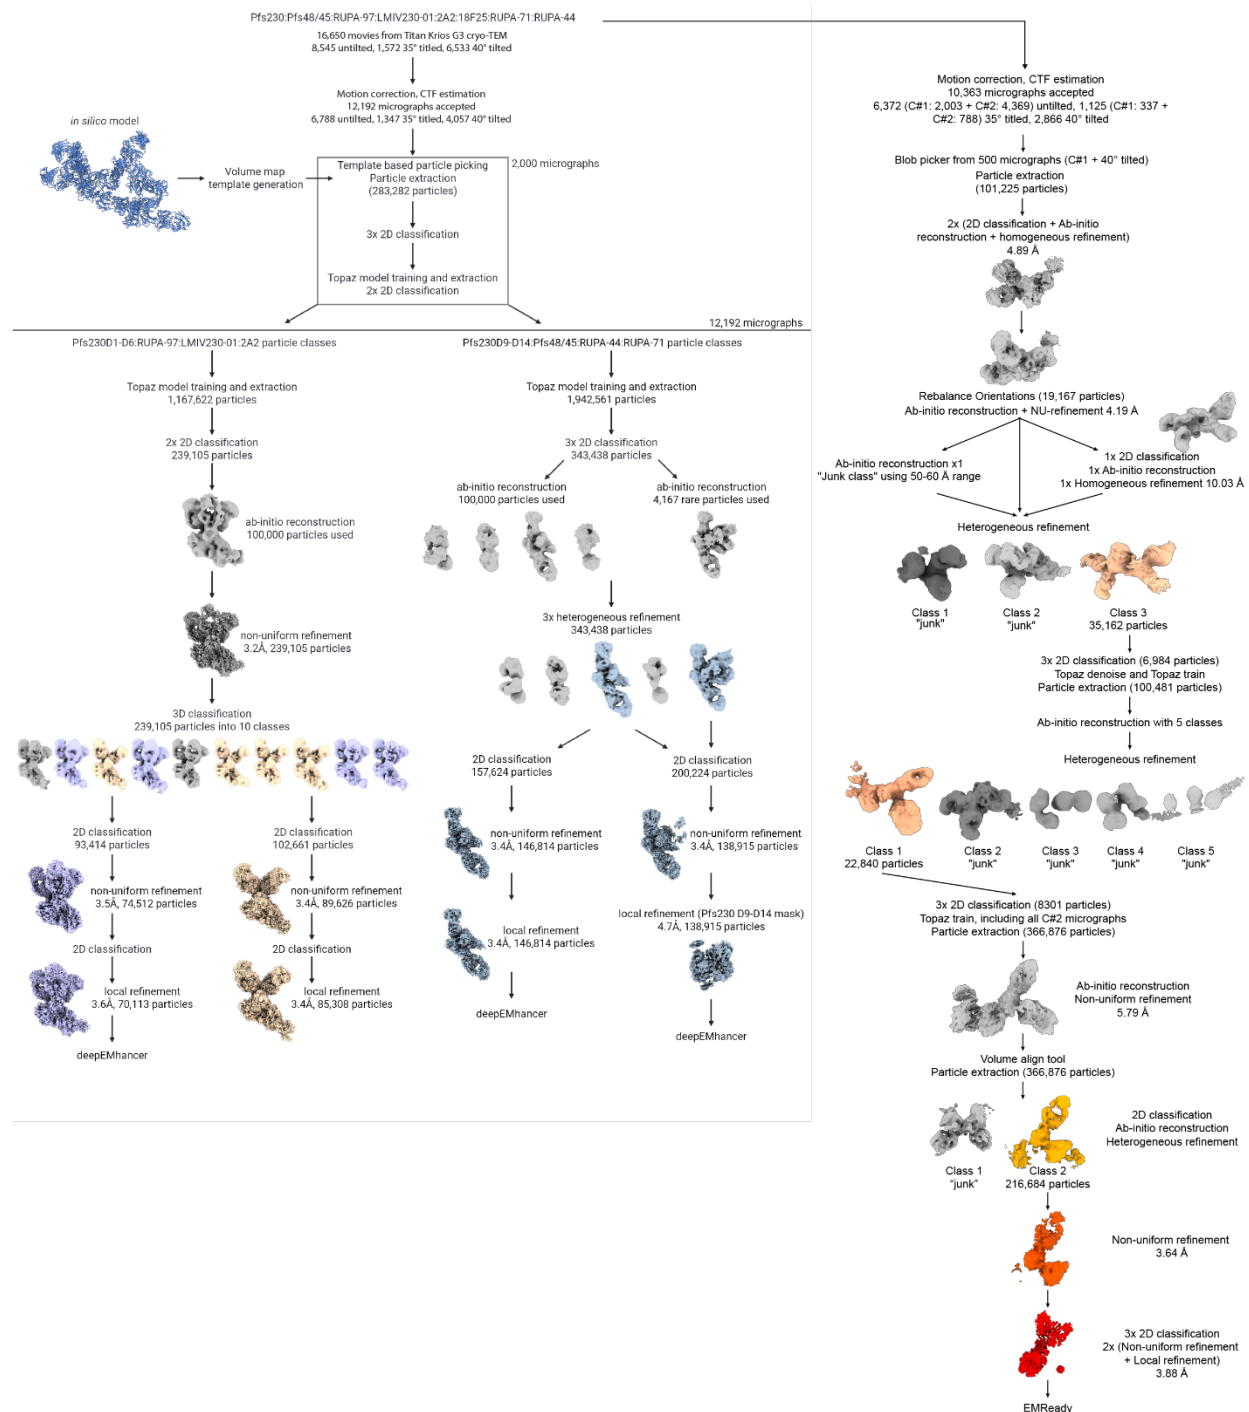 Pfs230:Pfs48/45:RUPA-97:LMIV230-01:2A2:18F25:RUPA-71:RUPA-44
16,650 movies from Titan Krios G3 cryo-TEM
8,545 untilted, 1,572 35° titled, 6,533 40° tilted
Motion correction, CTF estimation
12,192 micrographs accepted
6,788 untilted, 1,347 35° titled, 4,057 40° tilted
in silico model
Volume map
template generation
Template based particle picking
Particle extraction
(283,282 particles)
2,000 micrographs
3x 2D classification
Topaz model training and extraction
2x 2D classification
12,192 micrographs
Pfs230D1-D6:RUPA-97:LMIV230-01:2A2 particle classes
Topaz model training and extraction
1,167,622 particles
2x 2D classification
239,105 particles
ab-initio reconstruction
100,000 particles used
non-uniform refinement
3.2Å, 239,105 particles
3D classification
239,105 particles into 10 classes
2D classification
93,414 particles
non-uniform refinement
3.5Å, 74,512 particles
2D classification
local refinement
3.6Å, 70,113 particles
deepEMhancer
2D classification
102,661 particles
non-uniform refinement
3.4Å, 89,626 particles
2D classification
local refinement
3.4Å, 85,308 particles
Pfs230D9-D14:Pfs48/45:RUPA-44:RUPA-71 particle classes
Topaz model training and extraction
1,942,561 particles
3x 2D classification
343,438 particles
ab-initio reconstruction
100,000 particles used
ab-initio reconstruction
4,167 rare particles used
3x heterogeneous refinement
343,438 particles
2D classification
157,624 particles
non-uniform refinement
3.4Å, 146,814 particles
local refinement
3.4Å, 146,814 particles
deepEMhancer
2D classification
200,224 particles
non-uniform refinement
3.4Å, 138,915 particles
local refinement (Pfs230 D9-D14 mask)
4.7Å, 138,915 particles
deepEMhancer
Motion correction, CTF estimation
10,363 micrographs accepted
6,372 (C#1: 2,003 + C#2: 4,369) untilted, 1,125 (C#1: 337 +
C#2: 788) 35° titled, 2,866 40° tilted
Blob picker from 500 micrographs (C#1 + 40° tilted)
Particle extraction
(101,225 particles)
2x (2D classification + Ab-initio
reconstruction + homogeneous refinement)
4.89 Å
Rebalance Orientations (19,167 particles)
Ab-initio reconstruction + NU-refinement 4.19 Å
Ab-initio reconstruction x1
"Junk class" using 50-60 Å range
1x 2D classification
1x Ab-initio reconstruction
1x Homogeneous refinement 10.03 Å
Heterogeneous refinement
Class 1
"junk"
Class 2
"junk"
Class 3
35,162 particles
3x 2D classification (6,984 particles)
Topaz denoise and Topaz train
Particle extraction (100,481 particles)
Ab-initio reconstruction with 5 classes
Heterogeneous refinement
Class 1
22,840 particles
Class 2
"junk"
Class 3
"junk"
Class 4
"junk"
Class 5
"junk"
3x 2D classification (8301 particles)
Topaz train, including all C#2 micrographs
Particle extraction (366,876 particles)
Ab-initio reconstruction
Non-uniform refinement
5.79 Å
Volume align tool
Particle extraction (366,876 particles)
2D classification
Ab-initio reconstruction
Heterogeneous refinement
Class 1
"junk"
Class 2
216,684 particles
Non-uniform refinement
3.64 Å
3x 2D classification
2x (Non-uniform refinement
+ Local refinement)
3.88 Å
EMReady